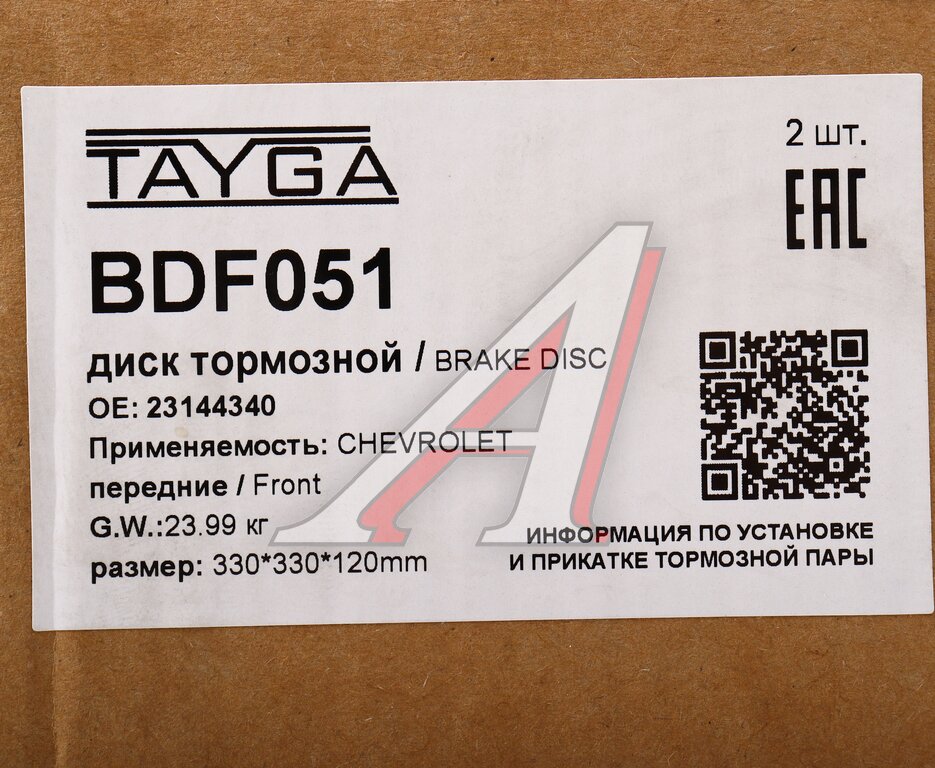 TAYGA
2 шт.
EAC
BDF051
диск тормозной / BRAKE DISC
OE: 23144340
Применяемость: CHEVROLET
передние / Front
G.W.:23.99 кг
размер: 330*330*120mm
ИНФОРМАЦИЯ ПО УСТАНОВКЕ
И ПРИКАТКЕ ТОРМОЗНОЙ ПАРЫ